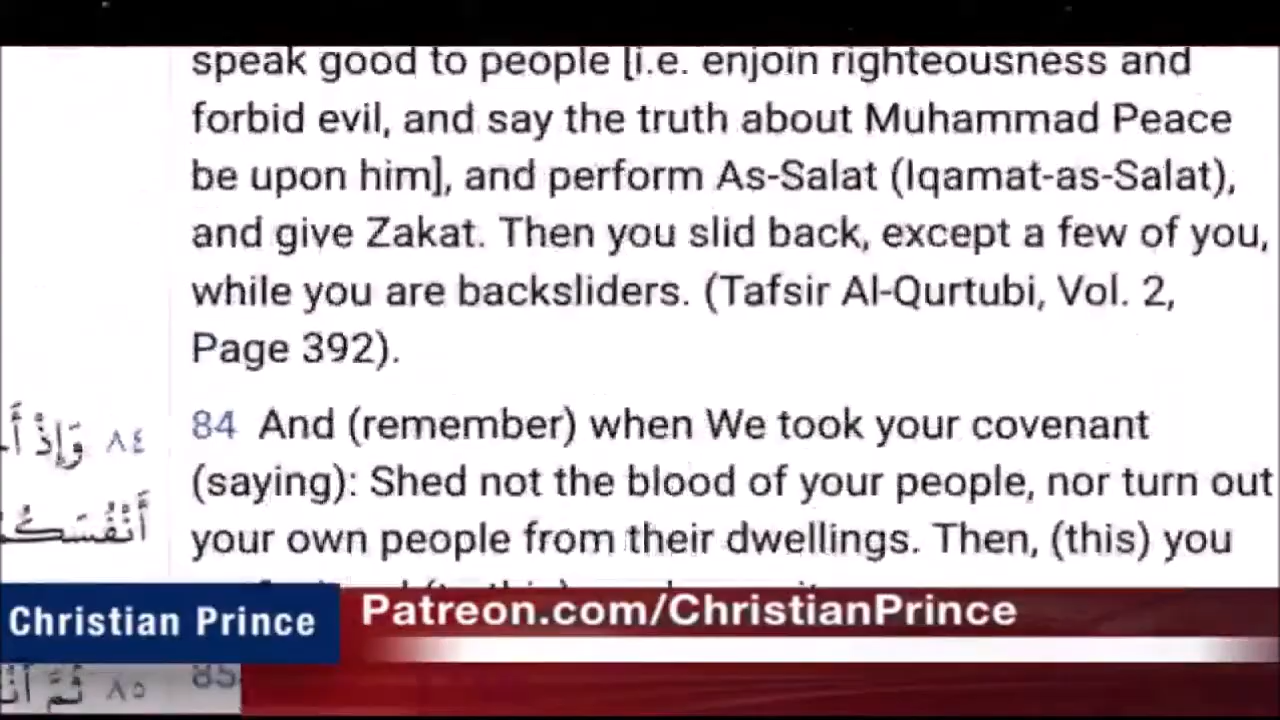 speak good to people [i.e. enjoin righteousness and
forbid evil, and say the truth about Muhammad Peace
be upon him], and perform As-Salat (Iqamat-as-Salat),
and give Zakat. Then you slid back, except a few of you,
while you are backsliders. (Tafsir Al-Qurtubi, Vol. 2,
Page 392).
84 And (remember) when We took your covenant
(saying): Shed not the blood of your people, nor turn out
your own people from their dwellings. Then, (this) you
٨٤ وَإِذْ
أَنْفُسَكُ
Christian Prince
Patreon.com/ChristianPrince
85
٨٥ ثُمَّ